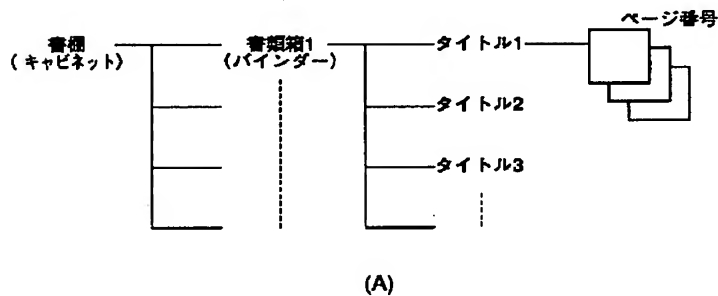 ページ番号
書棚
(キャビネット)
書類箱1
(バインダー)
タイトル1
タイトル2
タイトル3
(A)